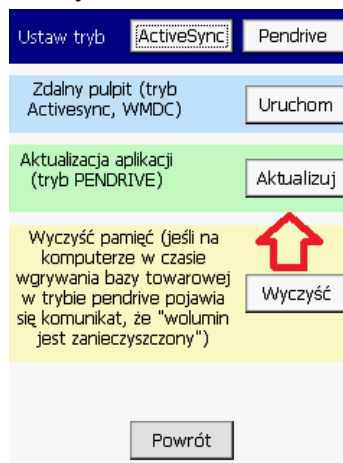 Ustaw tryb ActiveSync Pendrive
Zdalny pulpit (tryb
Activesync, WMDC)
Uruchom
Aktualizacja aplikacji
(tryb PENDRIVE)
Aktualizuj
Wyczyść pamięć (jeśli na
komputerze w czasie
wgrywania bazy towarowej
w trybie pendrive pojawia
się komunikat, że "wolumin
jest zanieczyszczony")
Wyczyść
Powrót